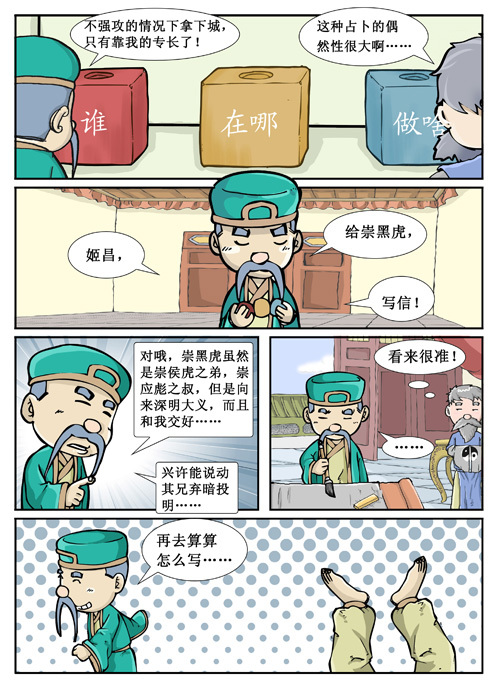 不强攻的情况下拿下城，
只有靠我的专长了！
这种占卜的偶
然性很大啊……
谁
在哪
做啥
姬昌，
给崇黑虎，
写信！
对哦，崇黑虎虽然
是崇侯虎之弟，崇
应彪之叔，但是向
来深明大义，而且
和我交好……
兴许能说动
其兄弃暗投
明……
看来很准！
……
再去算算
怎么写……